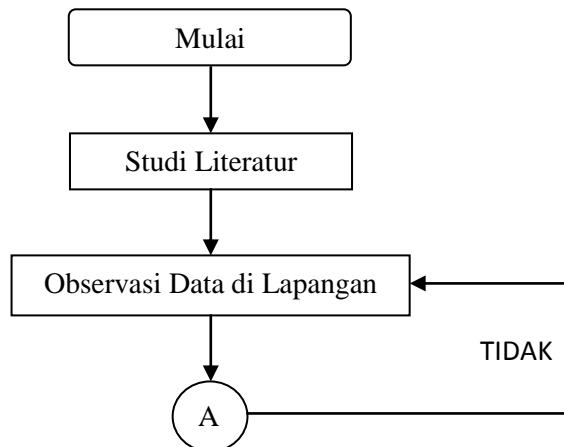 Mulai
Studi Literatur
Observasi Data di Lapangan
TIDAK
A